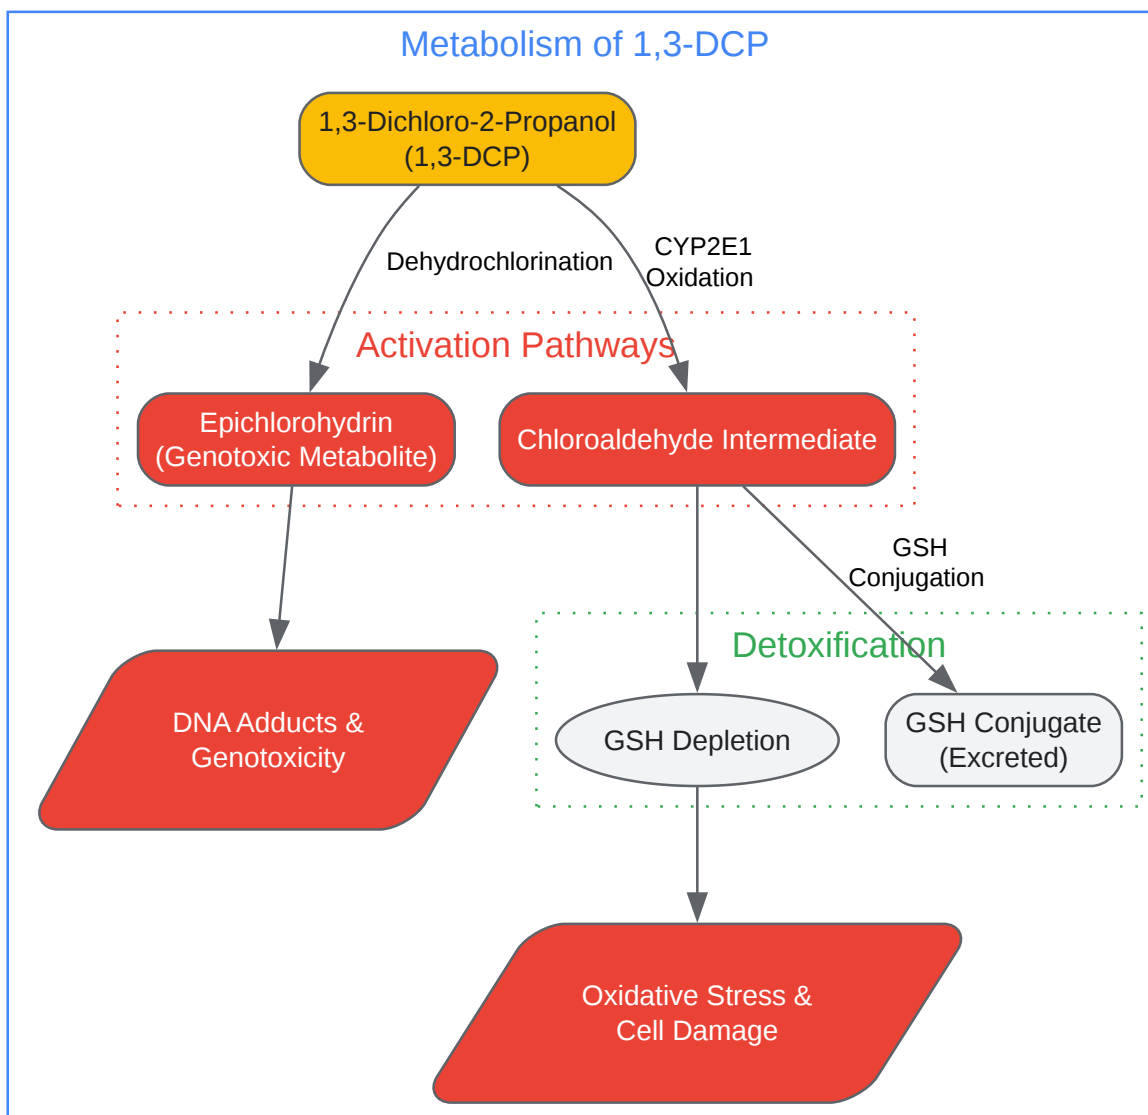 Metabolism of 1,3-DCP
1,3-Dichloro-2-Propanol
(1,3-DCP)
Dehydrochlorination
CYP2E1
Oxidation
Activation Pathways
Epichlorohydrin
(Genotoxic Metabolite)
Chloroaldehyde Intermediate
GSH
Conjugation
Detoxification
DNA Adducts &
Genotoxicity
GSH Depletion
GSH Conjugate
(Excreted)
Oxidative Stress &
Cell Damage